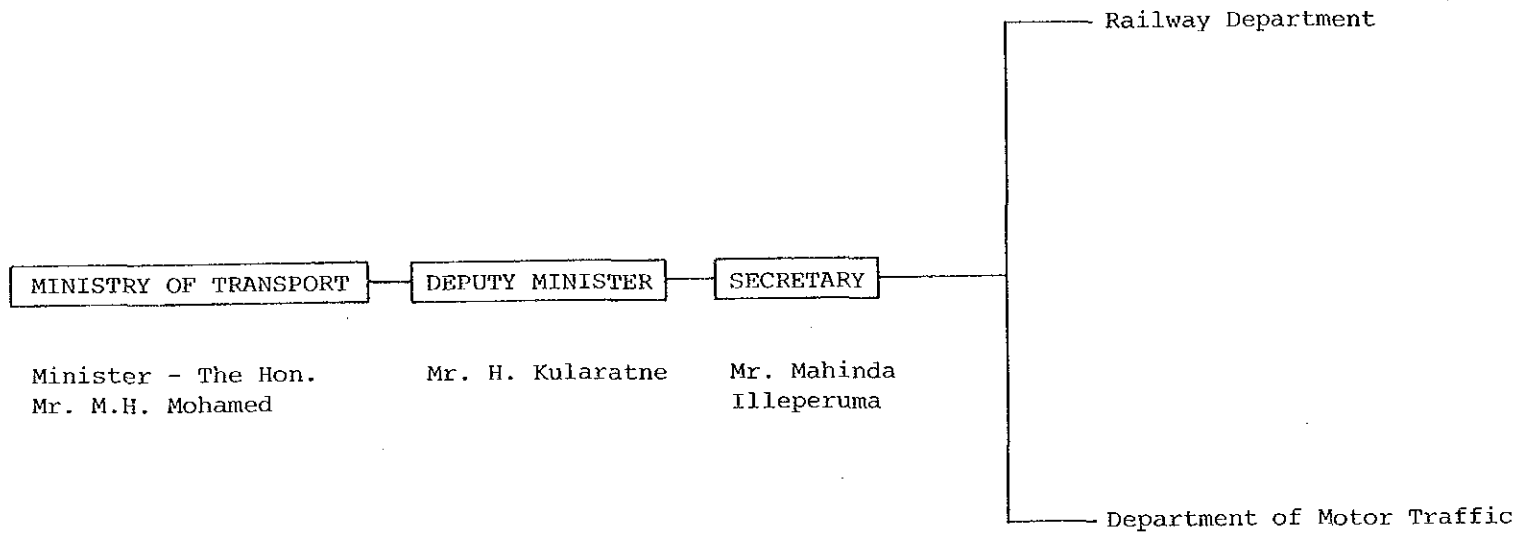 Railway Department
MINISTRY OF TRANSPORT
DEPUTY MINISTER
SECRETARY
Minister - The Hon.
Mr. M.H. Mohamed
Mr. H. Kularatne
Mr. Mahinda
Illeperuma
Department of Motor Traffic